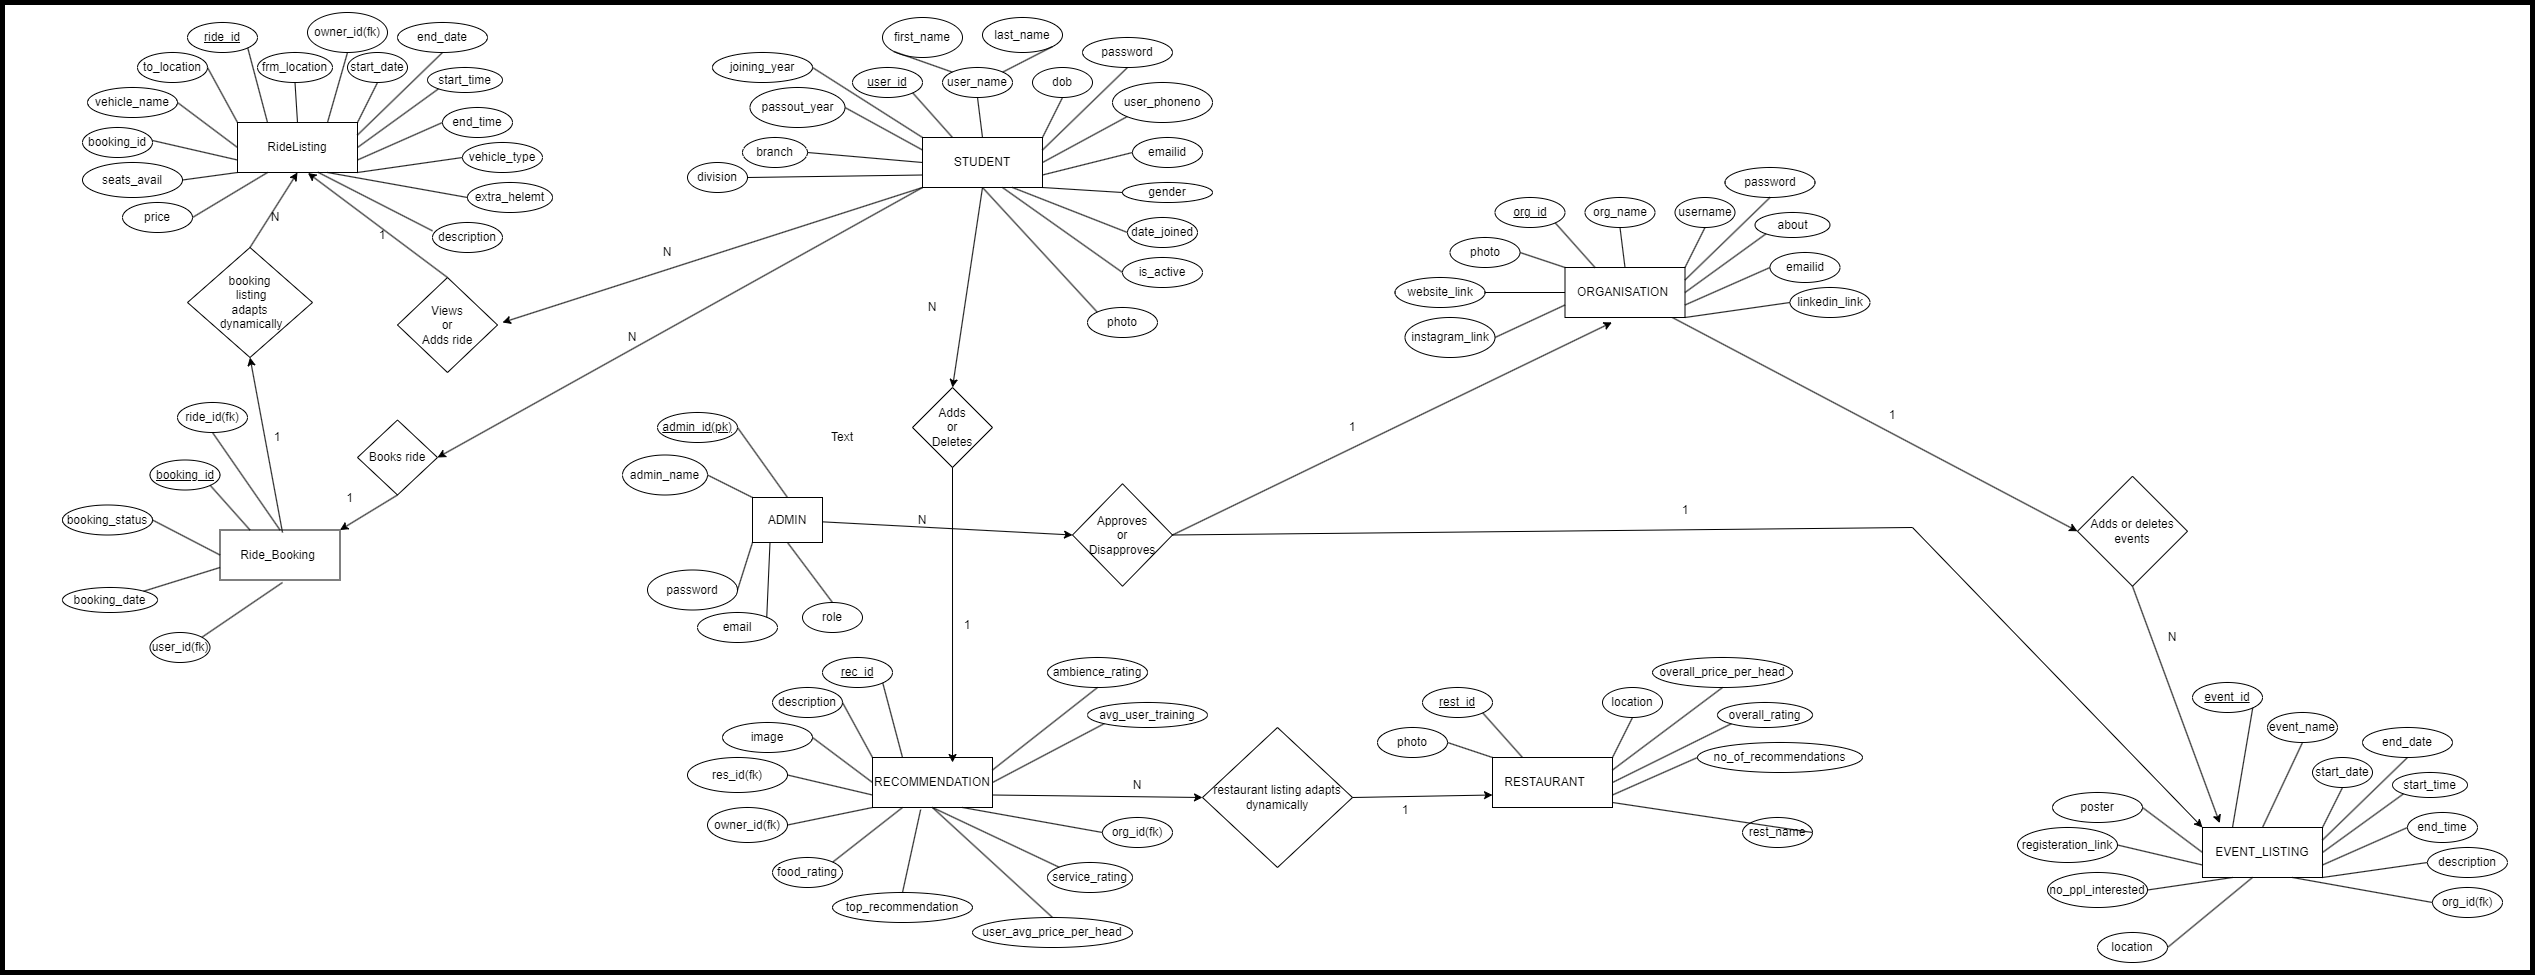 ride_id
owner_id(fk)
end_date
to_location
frm_location
start_date
start_time
vehicle_name
end_time
booking_id
RideListing
vehicle_type
seats_avail
extra_helemt
price
description
N
1
booking
listing
adapts
dynamically
Views
or
Adds ride
first_name
last_name
joining_year
user_id
user_name
dob
password
passout_year
user_phoneno
branch
STUDENT
emailid
division
gender
date_joined
is_active
photo
N
N
N
password
org_id
org_name
username
about
photo
emailid
website_link
ORGANISATION
linkedin_link
instagram_link
1
1
ride_id(fk)
1
Books ride
booking_id
1
booking_status
Ride_Booking
booking_date
user_id(fk)
Adds
or
Deletes
admin_id(pk)
Text
admin_name
ADMIN
N
Approves
or
Disapproves
1
password
email
role
1
Adds or deletes
events
N
rec_id
ambience_rating
description
avg_user_training
image
res_id(fk)
RECOMMENDATION
N
restaurant listing adapts
dynamically
1
owner_id(fk)
org_id(fk)
food_rating
service_rating
top_recommendation
user_avg_price_per_head
overall_price_per_head
rest_id
location
overall_rating
photo
no_of_recommendations
RESTAURANT
rest_name
event_id
event_name
end_date
start_date
start_time
poster
end_time
registeration_link
EVENT_LISTING
description
no_ppl_interested
org_id(fk)
location